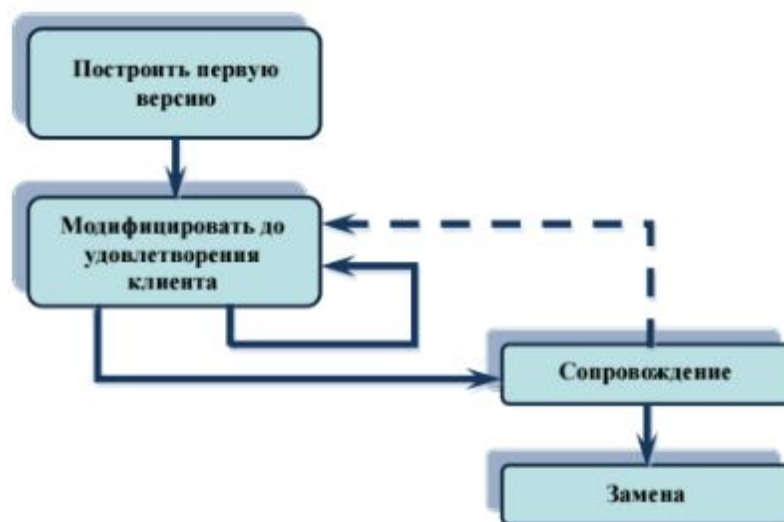 Построить первую
версию
Модифицировать до
удовлетворения
клиента
Сопровождение
Замена